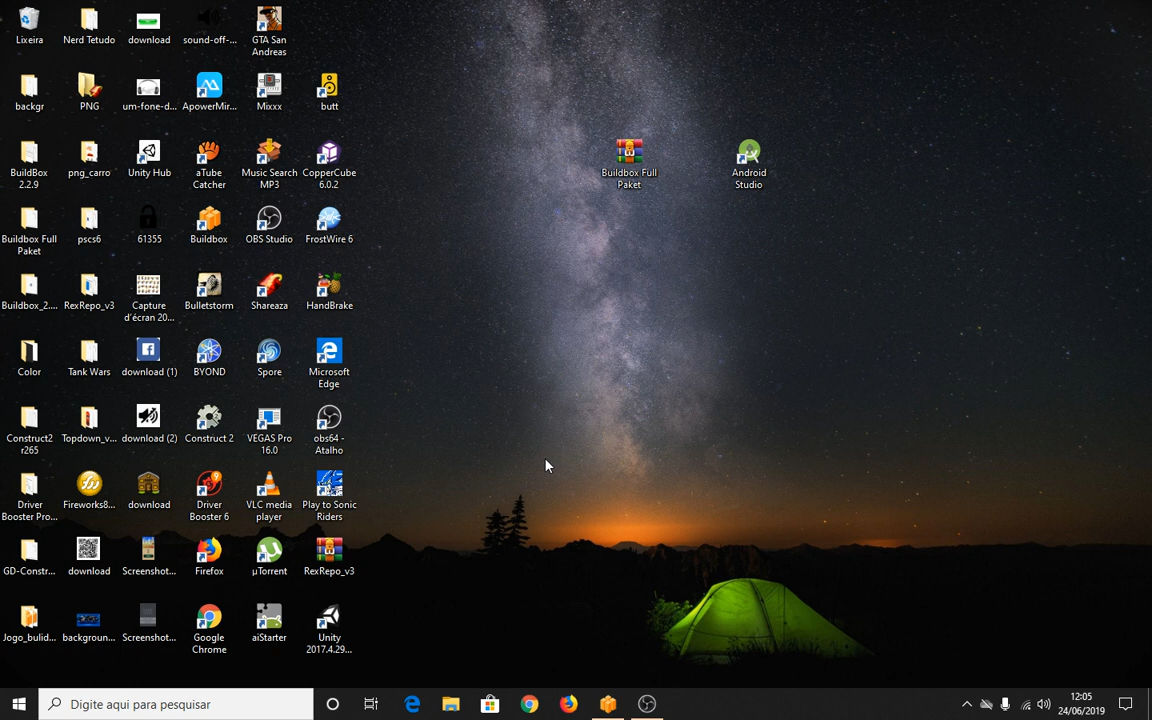 Lixeira
Nerd Tetudo
download
sound-off-...
GTA San
Andreas
backgr
PNG
um-fone-d...
ApowerMir...
Mixxx
butt
BuildBox
2.2.9
png_carro
Unity Hub
aTube
Catcher
Music Search
MP3
CopperCube
6.0.2
Buildbox Full
Paket
Android
Studio
Buildbox Full
Paket
pscs6
61355
Buildbox
OBS Studio
FrostWire 6
Buildbox_2....
RexRepo_v3
Capture
d'écran 20...
Bulletstorm
Shareaza
HandBrake
Color
Tank Wars
download (1)
BYOND
Spore
Microsoft
Edge
Construct2
r265
Topdown_v...
download (2)
Construct 2
VEGAS Pro
16.0
obs64 -
Atalho
Driver
Booster Pro...
Fireworks8...
download
Driver
Booster 6
VLC media
player
Play to Sonic
Riders
GD-Constr...
download
Screenshot...
Firefox
µTorrent
RexRepo_v3
Jogo_bulid...
backgroun...
Screenshot...
Google
Chrome
aiStarter
Unity
2017.4.29...
Digite aqui para pesquisar
12:05
24/06/2019